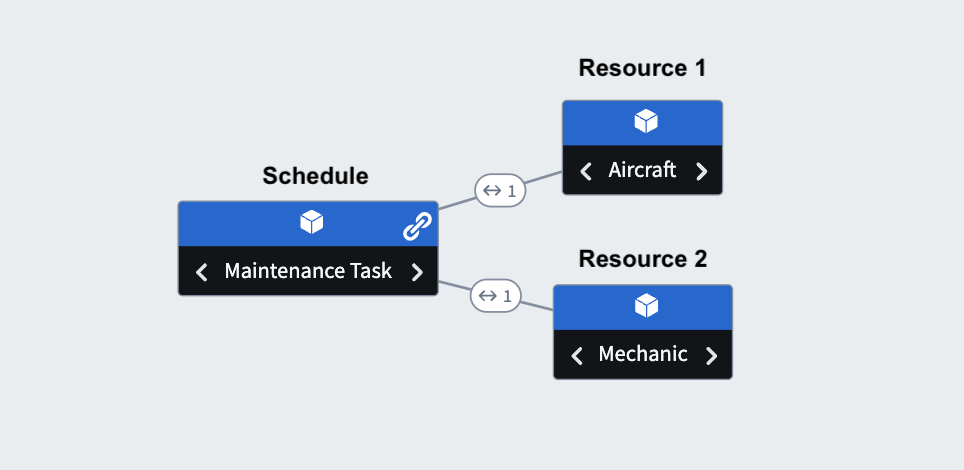 Resource 1
Aircraft
Schedule
1
Maintenance Task
Resource 2
1
Mechanic